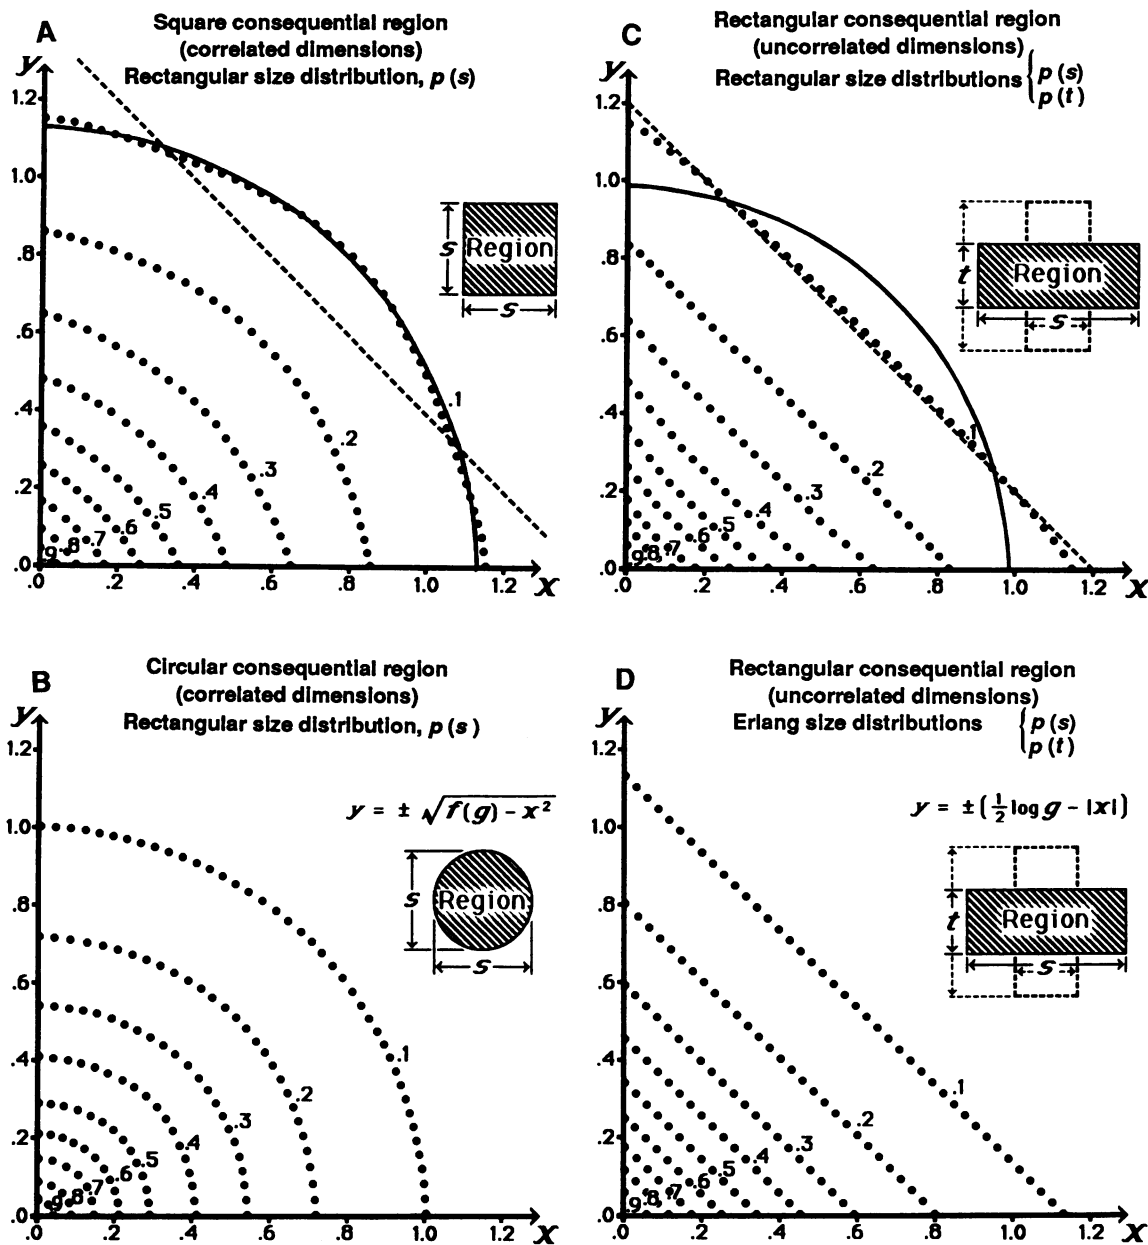 A
Square consequential region
(correlated dimensions)
Rectangular size distribution, p (s)
y
1.2
1.0
.8
.6
.4
.2
.0
.0 .2 .4 .6 .8 1.0 1.2 x
.1
.2
.3
.4
.5
.6
.7
.8
.9
s Region
s
C
Rectangular consequential region
(uncorrelated dimensions)
Rectangular size distributions { p (s)
p (t)
y
1.2
1.0
.8
.6
.4
.2
.0
.0 .2 .4 .6 .8 1.0 1.2 x
.1
.2
.3
.4
.5
.6
.7
.8
.9
t Region
s
s
B
Circular consequential region
(correlated dimensions)
Rectangular size distribution, p (s)
y
1.2
1.0
.8
.6
.4
.2
.0
.0 .2 .4 .6 .8 1.0 1.2 x
y = ± √f(g) - x²
.1
.2
.3
.4
.5
.6
.7
.8
.9
s Region
s
D
Rectangular consequential region
(uncorrelated dimensions)
Erlang size distributions { p (s)
p (t)
y
1.2
1.0
.8
.6
.4
.2
.0
.0 .2 .4 .6 .8 1.0 1.2 x
y = ±(½ log g - |x|)
.1
.2
.3
.4
.5
.6
.7
.8
.9
t Region
s